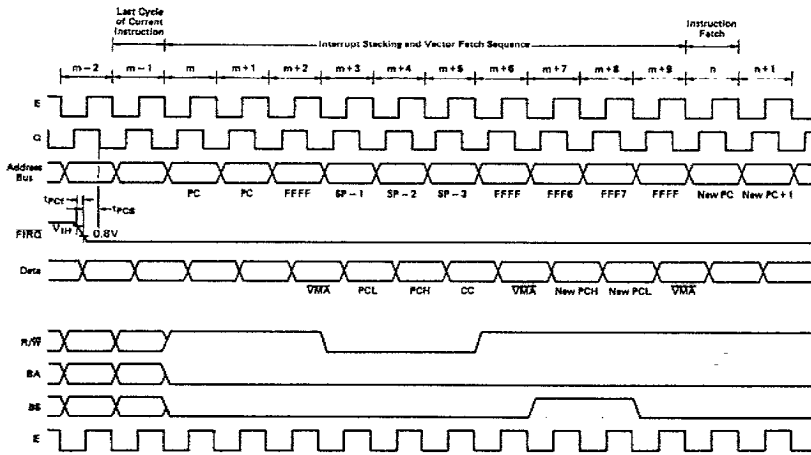 Last Cycle
of Current
Instruction
Interrupt Stacking and Vector Fetch Sequence
Instruction
Fetch
m-2 m-1 m m+1 m+2 m+3 m+4 m+5 m+6 m+7 m+8 m+9 n n+1
E
Q
Address
Bus
PC PC FFFF SP-1 SP-2 SP-3 FFFF FFF6 FFF7 FFFF New PC New PC+1
tPCf
tPCS
VIH
0.8V
FIRQ
Data
VMA PCL PCH CC VMA New PCH New PCL VMA
R/W
BA
BS
E